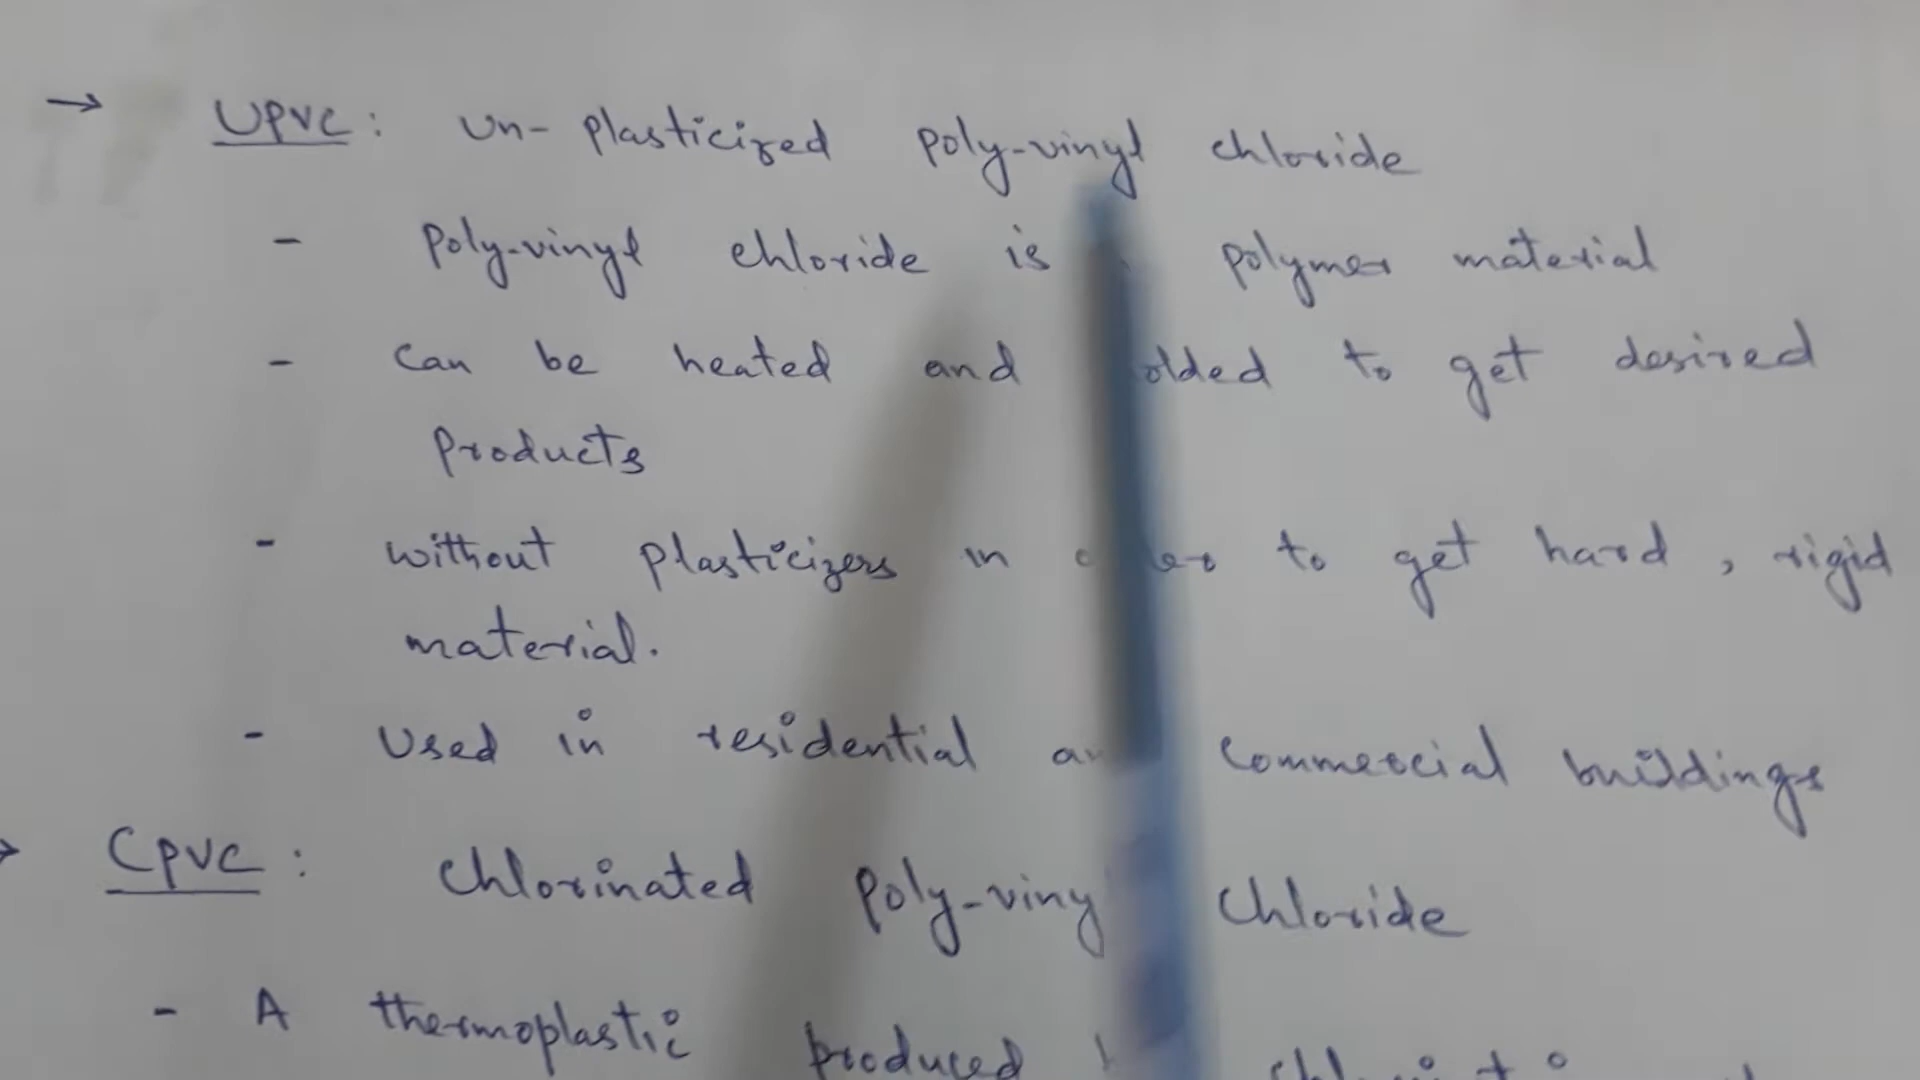 → UPVC: Un-plasticized poly-vinyl chloride
- Poly-vinyl chloride is polymer material
- Can be heated and to get desired
Products
- without plasticizers in to get hard, rigid
material.
- Used in residential commercial buildings
→ CPVC: Chlorinated Poly-vinyl chloride
- A thermoplastic produced